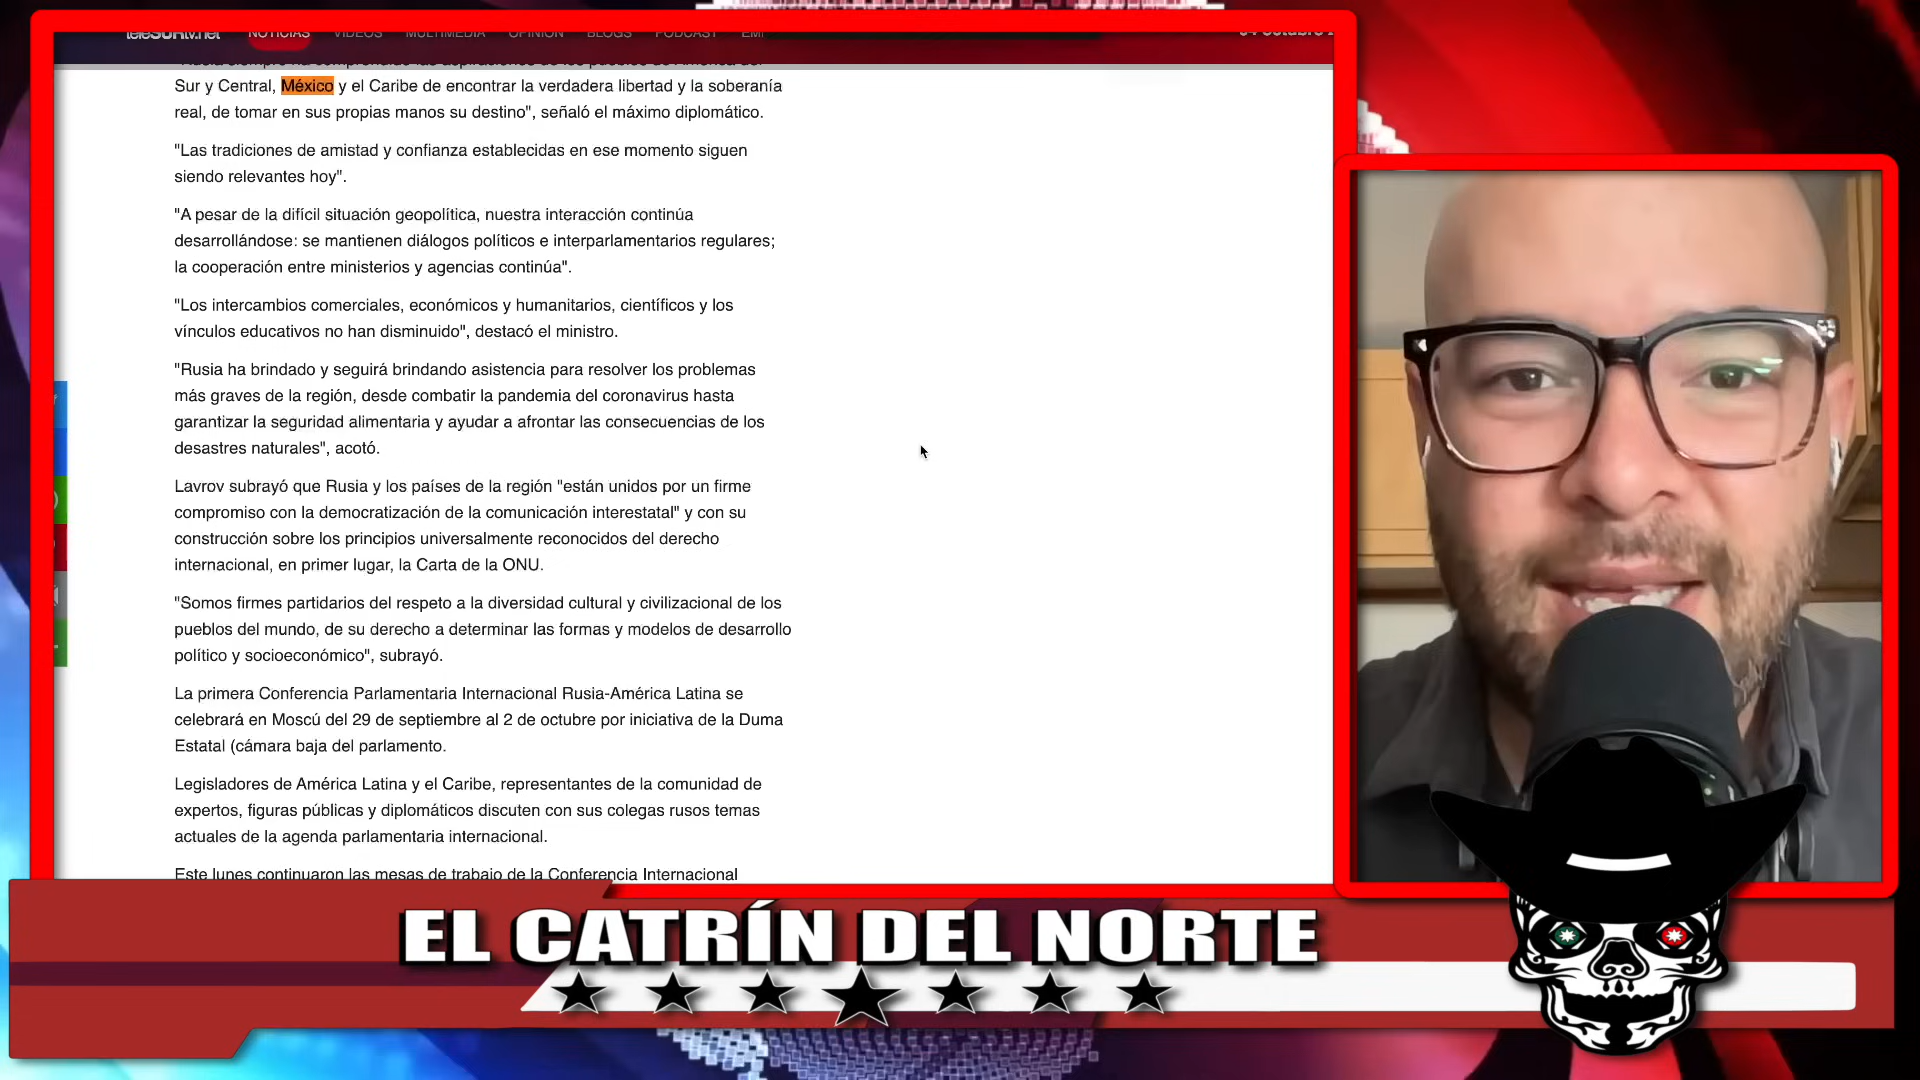 teleSURtv.net NOTICIAS VIDEOS MULTIMEDIA OPINIÓN BLOGS PODCAST
Sur y Central, México y el Caribe de encontrar la verdadera libertad y la soberanía
real, de tomar en sus propias manos su destino", señaló el máximo diplomático.
"Las tradiciones de amistad y confianza establecidas en ese momento siguen
siendo relevantes hoy".
"A pesar de la difícil situación geopolítica, nuestra interacción continúa
desarrollándose: se mantienen diálogos políticos e interparlamentarios regulares;
la cooperación entre ministerios y agencias continúa".
"Los intercambios comerciales, económicos y humanitarios, científicos y los
vínculos educativos no han disminuido", destacó el ministro.
"Rusia ha brindado y seguirá brindando asistencia para resolver los problemas
más graves de la región, desde combatir la pandemia del coronavirus hasta
garantizar la seguridad alimentaria y ayudar a afrontar las consecuencias de los
desastres naturales", acotó.
Lavrov subrayó que Rusia y los países de la región "están unidos por un firme
compromiso con la democratización de la comunicación interestatal" y con su
construcción sobre los principios universalmente reconocidos del derecho
internacional, en primer lugar, la Carta de la ONU.
"Somos firmes partidarios del respeto a la diversidad cultural y civilizacional de los
pueblos del mundo, de su derecho a determinar las formas y modelos de desarrollo
político y socioeconómico", subrayó.
La primera Conferencia Parlamentaria Internacional Rusia-América Latina se
celebrará en Moscú del 29 de septiembre al 2 de octubre por iniciativa de la Duma
Estatal (cámara baja del parlamento.
Legisladores de América Latina y el Caribe, representantes de la comunidad de
expertos, figuras públicas y diplomáticos discuten con sus colegas rusos temas
actuales de la agenda parlamentaria internacional.
Este lunes continuaron las mesas de trabajo de la Conferencia Internacional
EL CATRÍN DEL NORTE